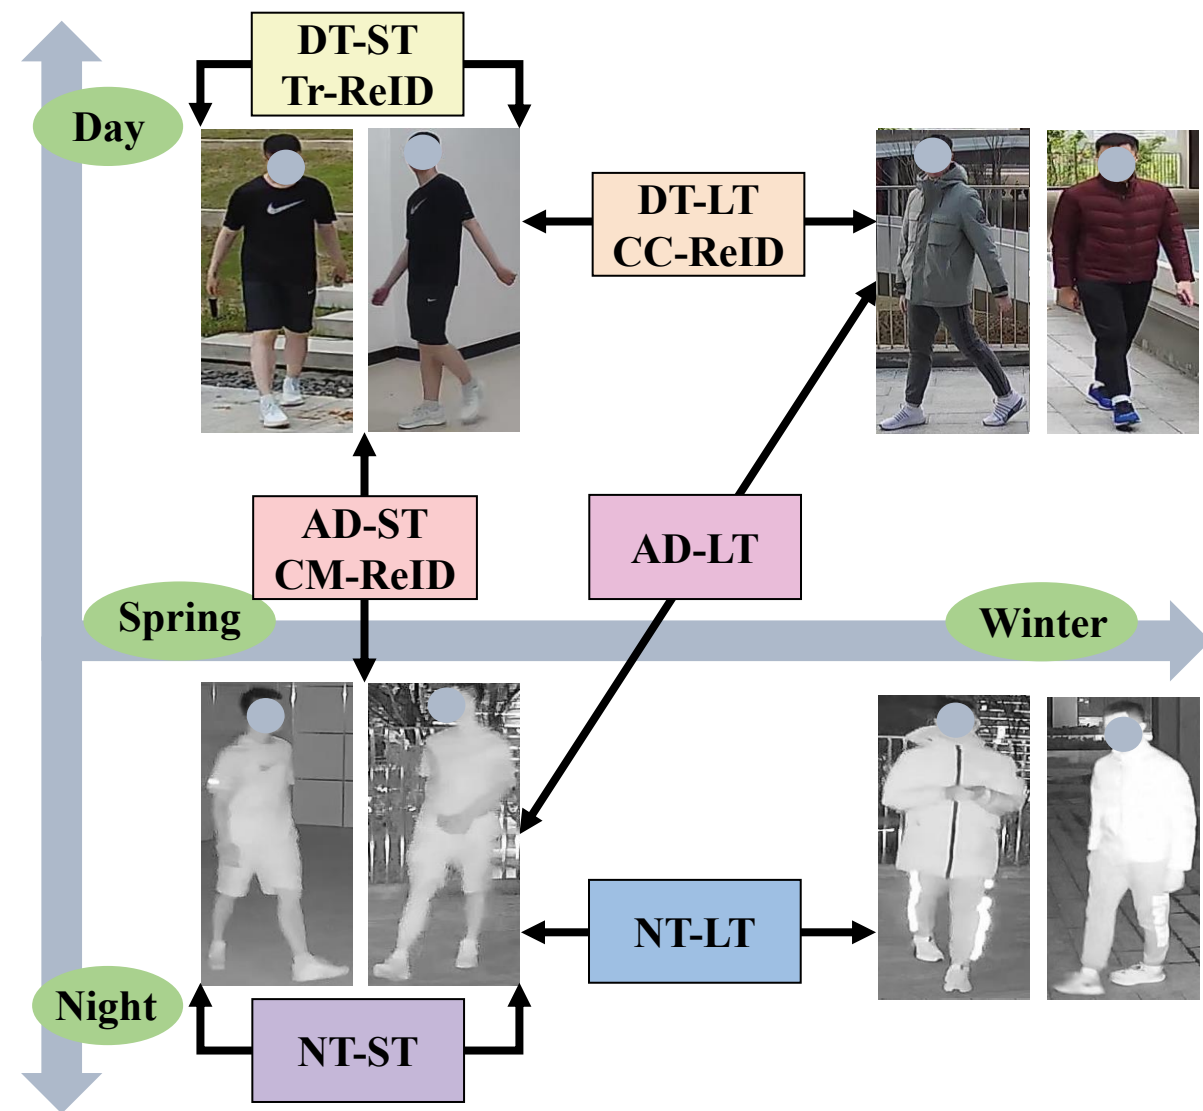 DT-ST
Tr-ReID
Day
DT-LT
CC-ReID
AD-ST
CM-ReID
AD-LT
Spring
Winter
NT-LT
Night
NT-ST